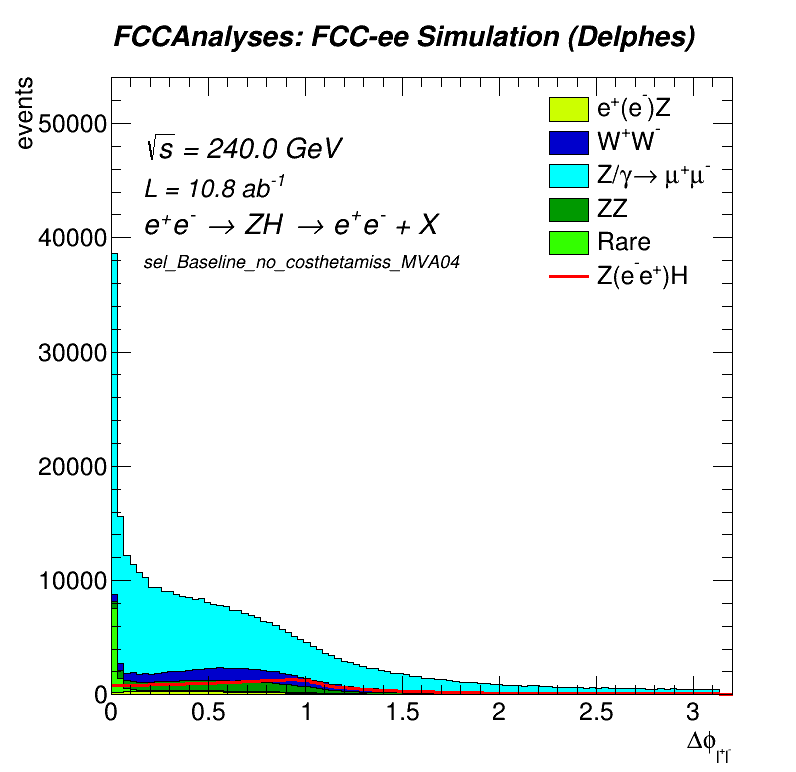 FCCAnalyses: FCC-ee Simulation (Delphes)
events
50000
40000
30000
20000
10000
0
√s = 240.0 GeV
L = 10.8 ab⁻¹
e⁺e⁻ → ZH → e⁺e⁻ + X
sel_Baseline_no_costhetamiss_MVA04
e⁺(e⁻)Z
W⁺W⁻
Z/γ→ μ⁺μ⁻
ZZ
Rare
Z(e⁻e⁺)H
0 0.5 1 1.5 2 2.5 3
Δϕ l⁺l⁻